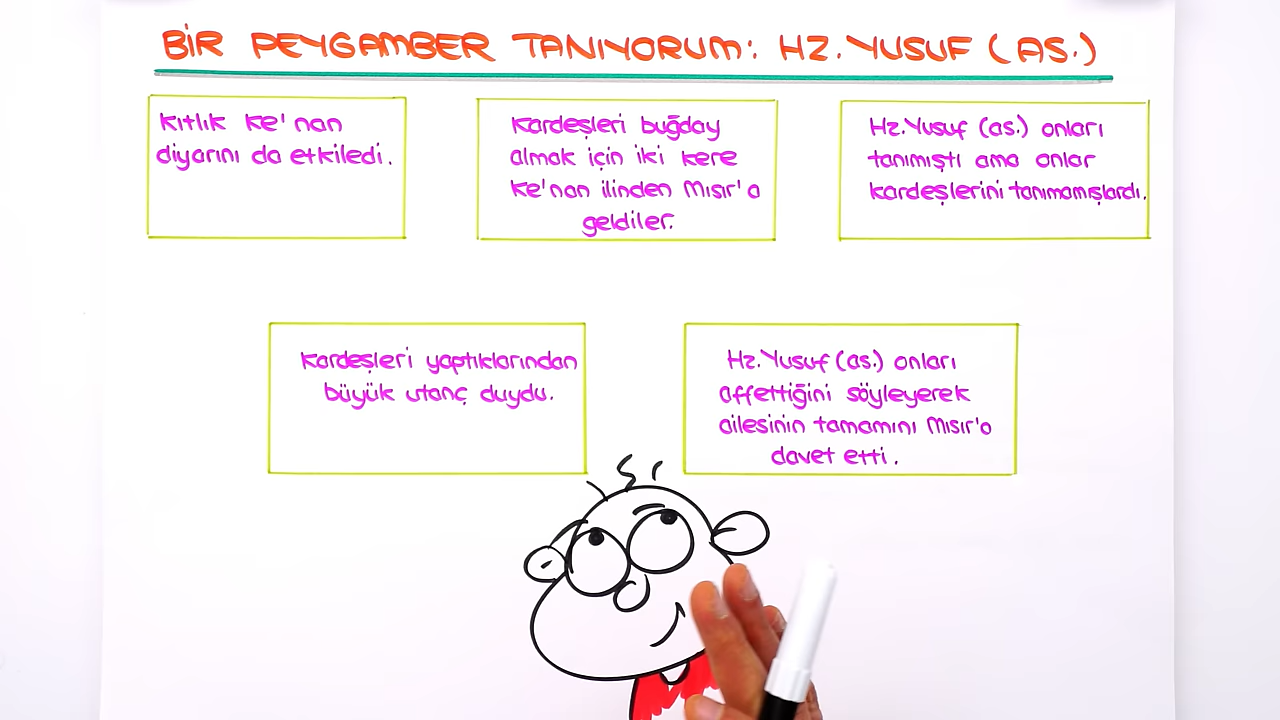 BİR PEYGAMBER TANIYORUM: HZ. YUSUF (AS.)
Kıtlık Ke'nan
diyarını da etkiledi.
Kardeşleri buğday
almak için iki kere
Ke'nan ilinden Mısır'a
geldiler.
Hz. Yusuf (as.) onları
tanımıştı ama onlar
kardeşlerini tanımamışlardı.
Kardeşleri yaptıklarından
büyük utanç duydu.
Hz. Yusuf (as.) onları
affettiğini söyleyerek
ailesinin tamamını Mısır'a
davet etti.